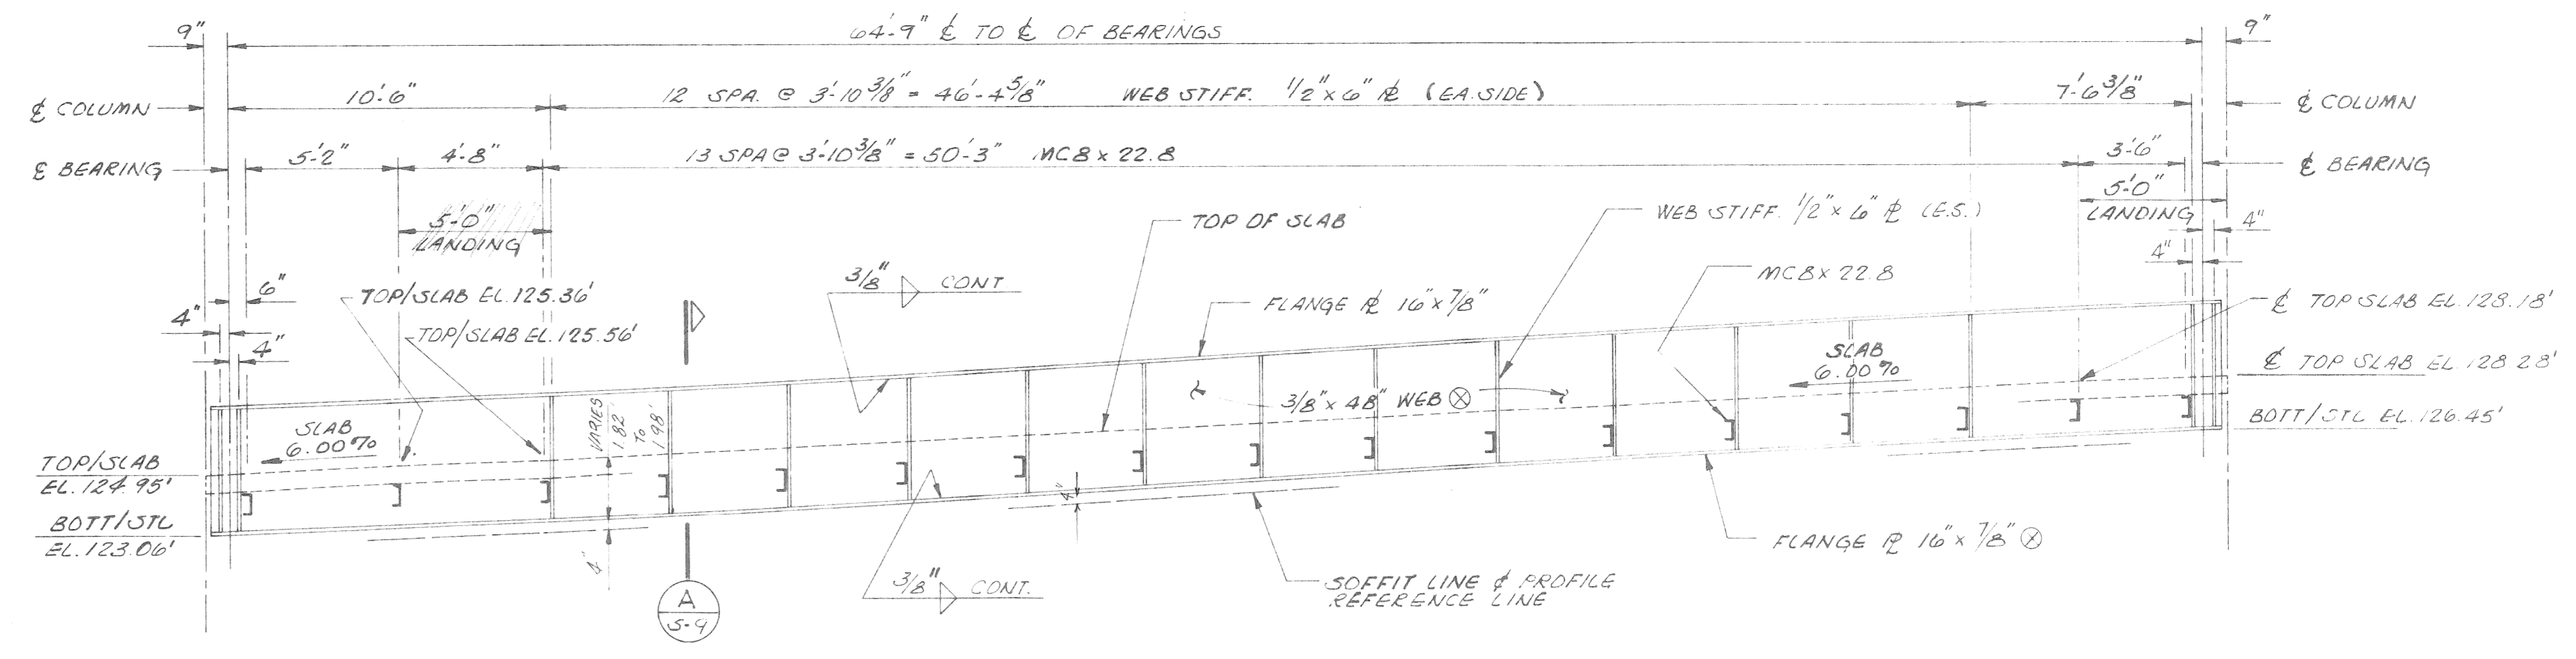 64'-9" ℄ TO ℄ OF BEARINGS
9"
9"
10'-6"
12 SPA. @ 3'-10 3/8" = 46'-4 5/8"
WEB STIFF. 1/2" x 6" ⅊ (EA. SIDE)
7'-6 3/8"
℄ COLUMN
℄ COLUMN
5'-2"
4'-8"
13 SPA @ 3'-10 3/8" = 50'-3" MC8 x 22.8
3'-6"
℄ BEARING
℄ BEARING
5'-0"
LANDING
5'-0"
LANDING
TOP OF SLAB
WEB STIFF. 1/2" x 6" ⅊ (E.S.)
4"
4"
3/8" CONT
MC8 x 22.8
6"
TOP/SLAB EL. 125.36'
FLANGE ⅊ 16" x 7/8"
℄ TOP SLAB EL. 128.18'
4"
4"
TOP/SLAB EL. 125.56'
SLAB
6.00%
℄ TOP SLAB EL. 128.28'
3/8" x 48" WEB ⊗
VARIES
1.82'
TO
1.98'
SLAB
6.00%
BOTT/STL EL. 126.45'
TOP/SLAB
EL. 124.95'
4"
BOTT/STL
EL. 123.06'
FLANGE ⅊ 16" x 7/8" ⊗
4"
3/8" CONT.
SOFFIT LINE ₵ PROFILE
REFERENCE LINE
A
S-9